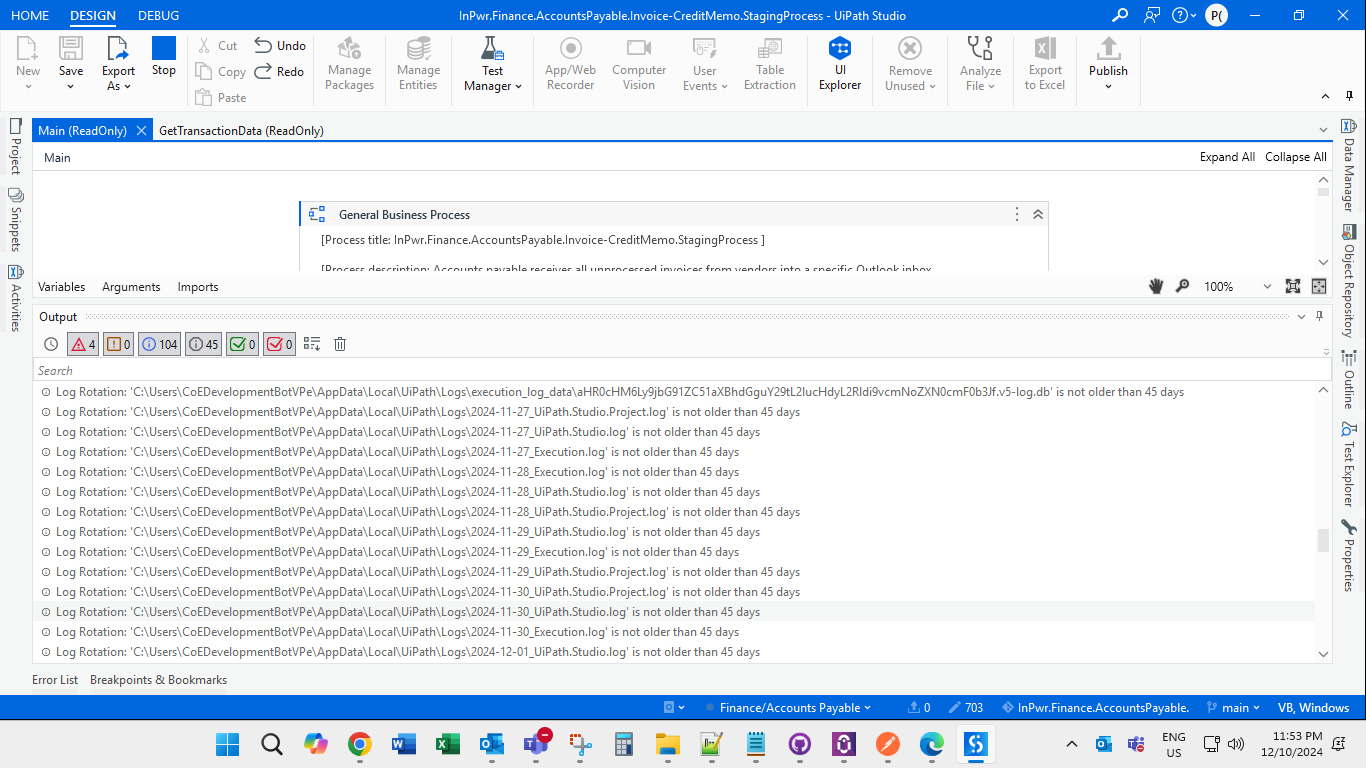 HOME DESIGN DEBUG InPwr.Finance.AccountsPayable.Invoice-CreditMemo.StagingProcess - UiPath Studio P(
New Save Export As Stop Cut Copy Paste Undo Redo Manage Packages Manage Entities Test Manager App/Web Recorder Computer Vision User Events Table Extraction UI Explorer Remove Unused Analyze File Export to Excel Publish
Main (ReadOnly) GetTransactionData (ReadOnly)
Main Expand All Collapse All
Project
Snippets
Activities
General Business Process
[Process title: InPwr.Finance.AccountsPayable.Invoice-CreditMemo.StagingProcess ]
[Process description: Accounts payable receives all unprocessed invoices from vendors into a specific Outlook inbox
Variables Arguments Imports 100%
Output
4 0 104 45 0 0
Search
Log Rotation: 'C:\Users\CoEDevelopmentBotVPe\AppData\Local\UiPath\Logs\execution_log_data\aHR0cHM6Ly9jbG91ZC51aXBhdGguY29tL2lucHdyL2RIdi9vcmNoZXN0cmF0b3Jf.v5-log.db' is not older than 45 days
Log Rotation: 'C:\Users\CoEDevelopmentBotVPe\AppData\Local\UiPath\Logs\2024-11-27_UiPath.Studio.Project.log' is not older than 45 days
Log Rotation: 'C:\Users\CoEDevelopmentBotVPe\AppData\Local\UiPath\Logs\2024-11-27_UiPath.Studio.log' is not older than 45 days
Log Rotation: 'C:\Users\CoEDevelopmentBotVPe\AppData\Local\UiPath\Logs\2024-11-27_Execution.log' is not older than 45 days
Log Rotation: 'C:\Users\CoEDevelopmentBotVPe\AppData\Local\UiPath\Logs\2024-11-28_Execution.log' is not older than 45 days
Log Rotation: 'C:\Users\CoEDevelopmentBotVPe\AppData\Local\UiPath\Logs\2024-11-28_UiPath.Studio.log' is not older than 45 days
Log Rotation: 'C:\Users\CoEDevelopmentBotVPe\AppData\Local\UiPath\Logs\2024-11-28_UiPath.Studio.Project.log' is not older than 45 days
Log Rotation: 'C:\Users\CoEDevelopmentBotVPe\AppData\Local\UiPath\Logs\2024-11-29_UiPath.Studio.log' is not older than 45 days
Log Rotation: 'C:\Users\CoEDevelopmentBotVPe\AppData\Local\UiPath\Logs\2024-11-29_Execution.log' is not older than 45 days
Log Rotation: 'C:\Users\CoEDevelopmentBotVPe\AppData\Local\UiPath\Logs\2024-11-29_UiPath.Studio.Project.log' is not older than 45 days
Log Rotation: 'C:\Users\CoEDevelopmentBotVPe\AppData\Local\UiPath\Logs\2024-11-30_UiPath.Studio.Project.log' is not older than 45 days
Log Rotation: 'C:\Users\CoEDevelopmentBotVPe\AppData\Local\UiPath\Logs\2024-11-30_UiPath.Studio.log' is not older than 45 days
Log Rotation: 'C:\Users\CoEDevelopmentBotVPe\AppData\Local\UiPath\Logs\2024-11-30_Execution.log' is not older than 45 days
Log Rotation: 'C:\Users\CoEDevelopmentBotVPe\AppData\Local\UiPath\Logs\2024-12-01_UiPath.Studio.log' is not older than 45 days
Data Manager
Object Repository
Outline
Test Explorer
Properties
Error List Breakpoints & Bookmarks
Finance/Accounts Payable 0 703 InPwr.Finance.AccountsPayable. main VB, Windows
ENG US 11:53 PM 12/10/2024